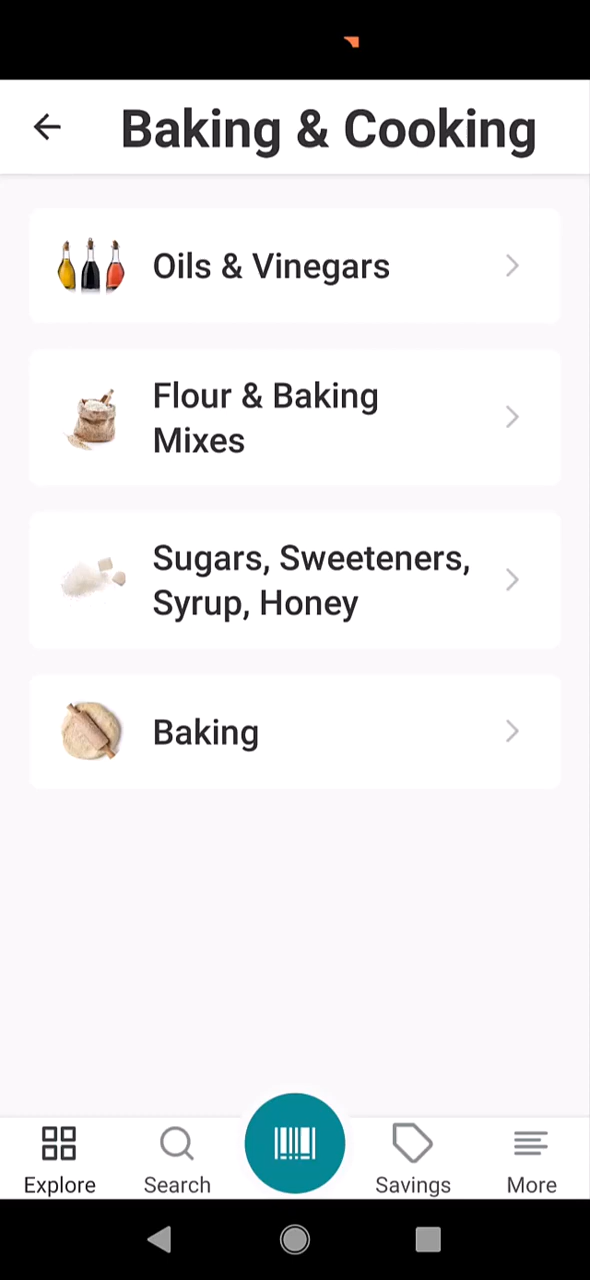 Baking & Cooking
Oils & Vinegars
Flour & Baking
Mixes
Sugars, Sweeteners,
Syrup, Honey
Baking
Explore
Search
Savings
More